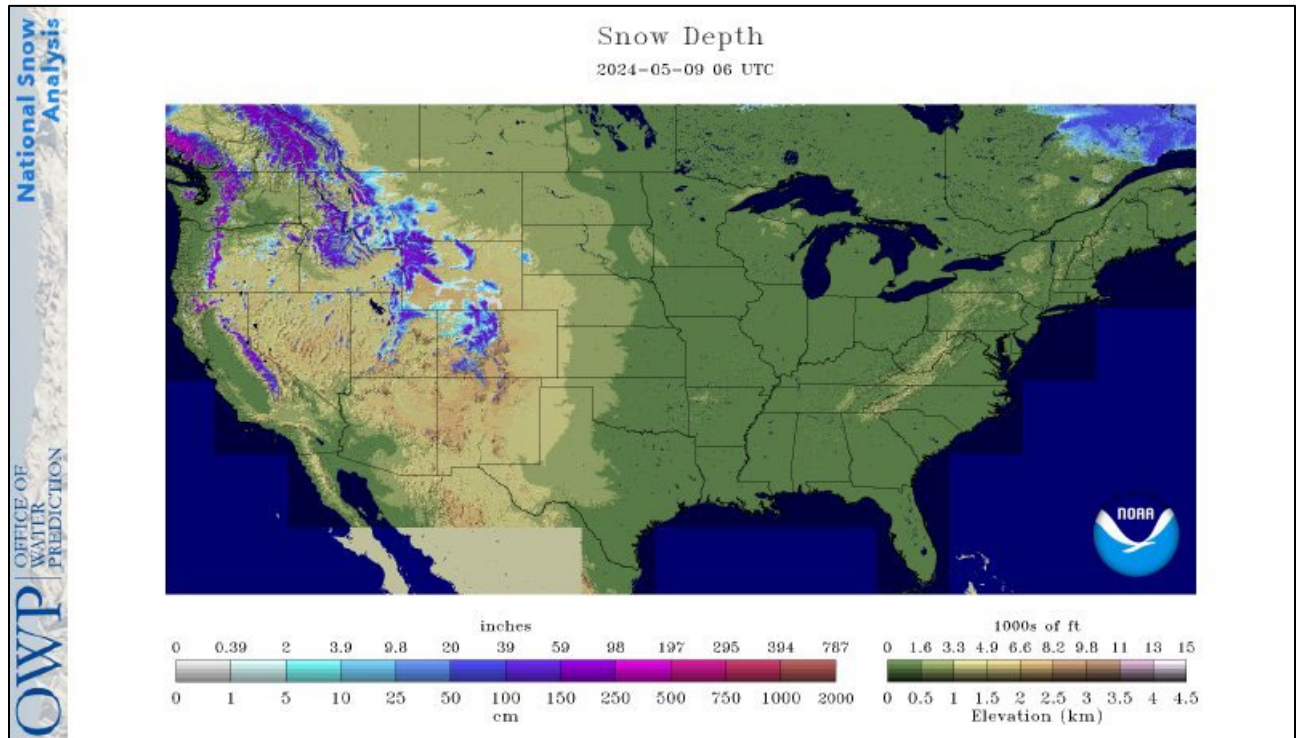 National Snow
Analysis
OWP
OFFICE OF
WATER
PREDICTION
Snow Depth
2024-05-09 06 UTC
NOAA
inches
0 0.39 2 3.9 9.8 20 39 59 98 197 295 394 787
0 1 5 10 25 50 100 150 250 500 750 1000 2000
cm
1000s of ft
0 1.6 3.3 4.9 6.6 8.2 9.8 11 13 15
0 0.5 1 1.5 2 2.5 3 3.5 4 4.5
Elevation (km)